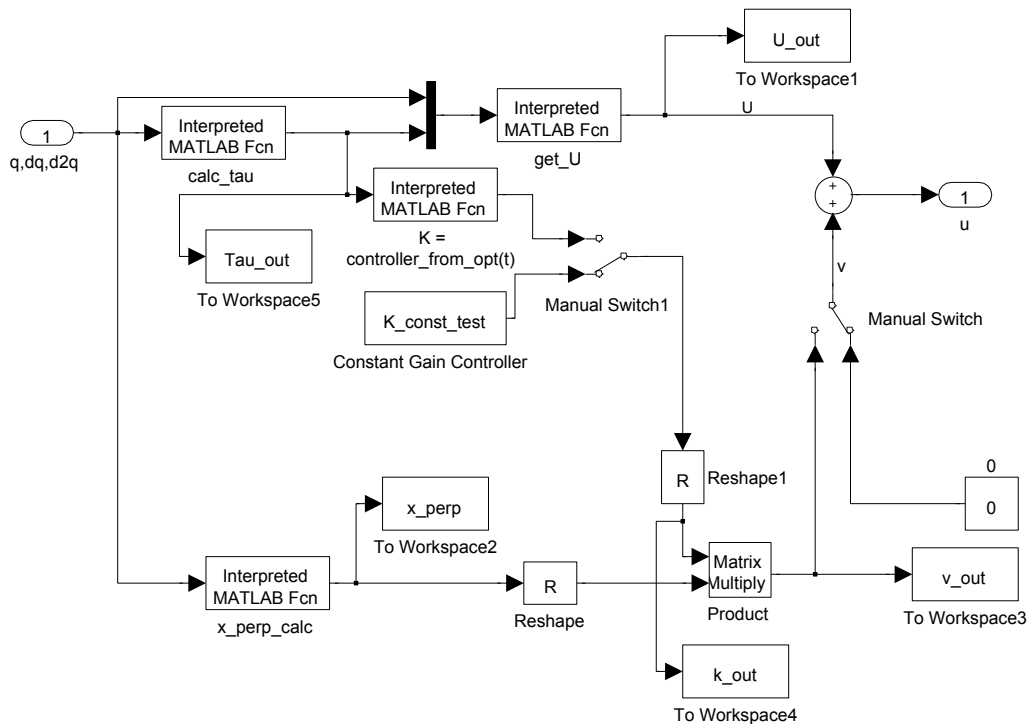 U_out
To Workspace1
U
1
q,dq,d2q
Interpreted
MATLAB Fcn
calc_tau
Interpreted
MATLAB Fcn
get_U
Interpreted
MATLAB Fcn
K =
controller_from_opt(t)
+
+
1
u
Tau_out
To Workspace5
v
Manual Switch1
K_const_test
Constant Gain Controller
Manual Switch
R
Reshape1
0
0
x_perp
To Workspace2
Interpreted
MATLAB Fcn
x_perp_calc
R
Reshape
Matrix
Multiply
Product
v_out
To Workspace3
k_out
To Workspace4